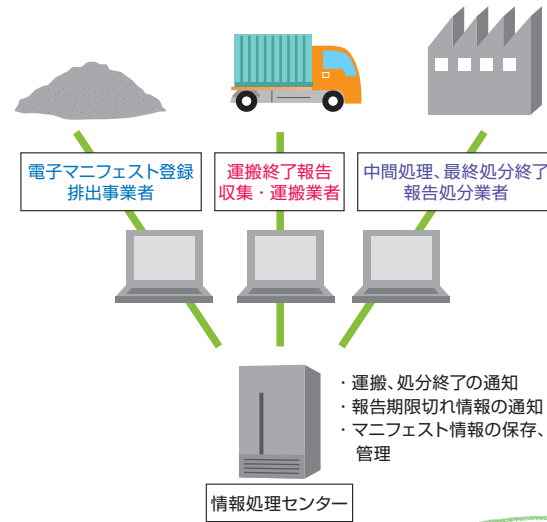 電子マニフェスト登録
排出事業者
運搬終了報告
収集・運搬業者
中間処理、最終処分終了
報告処分業者
・運搬、処分終了の通知
・報告期限切れ情報の通知
・マニフェスト情報の保存、
管理
情報処理センター